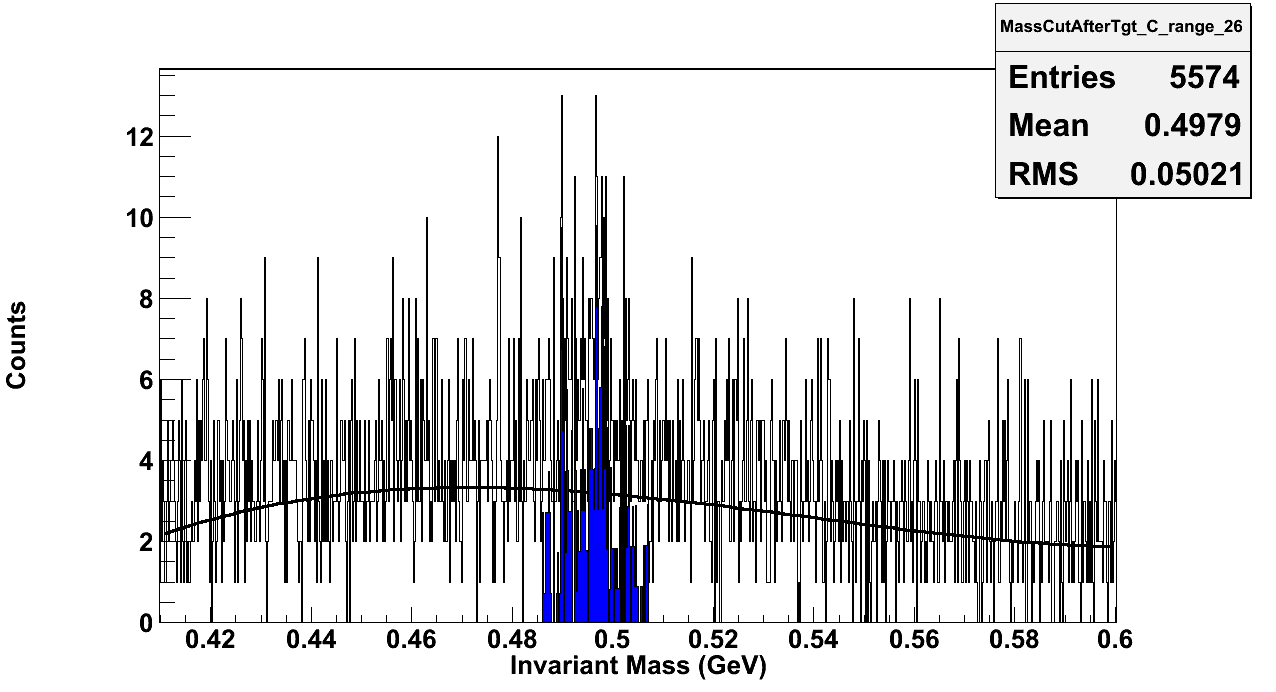 MassCutAfterTgt_C_range_26
Entries 5574
Mean 0.4979
RMS 0.05021
Counts
12
10
8
6
4
2
0
0.42 0.44 0.46 0.48 0.5 0.52 0.54 0.56 0.58 0.6
Invariant Mass (GeV)